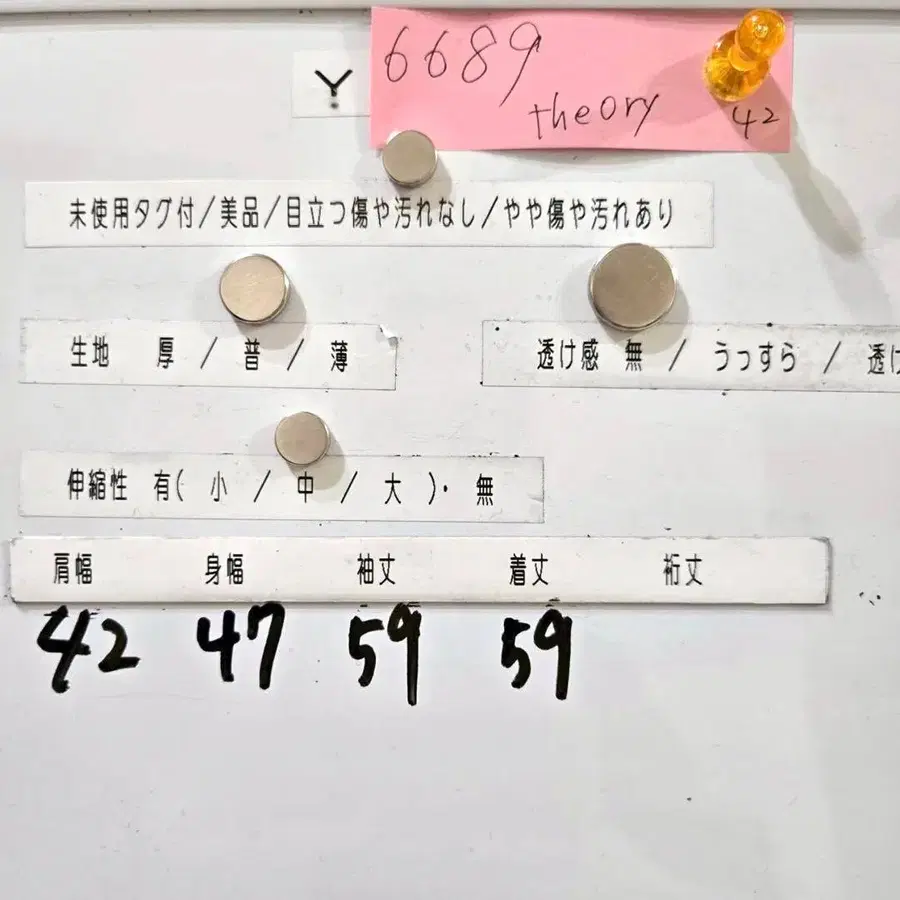 6689
Y
theory
42
未使用タグ付/美品/目立つ傷や汚れなし/やや傷や汚れあり
生地 厚 / 普 / 薄
透け感 無 / うっすら / 透け
伸縮性 有( 小 / 中 / 大 )・ 無
肩幅 身幅 袖丈 着丈 裄丈
42 47 59 59